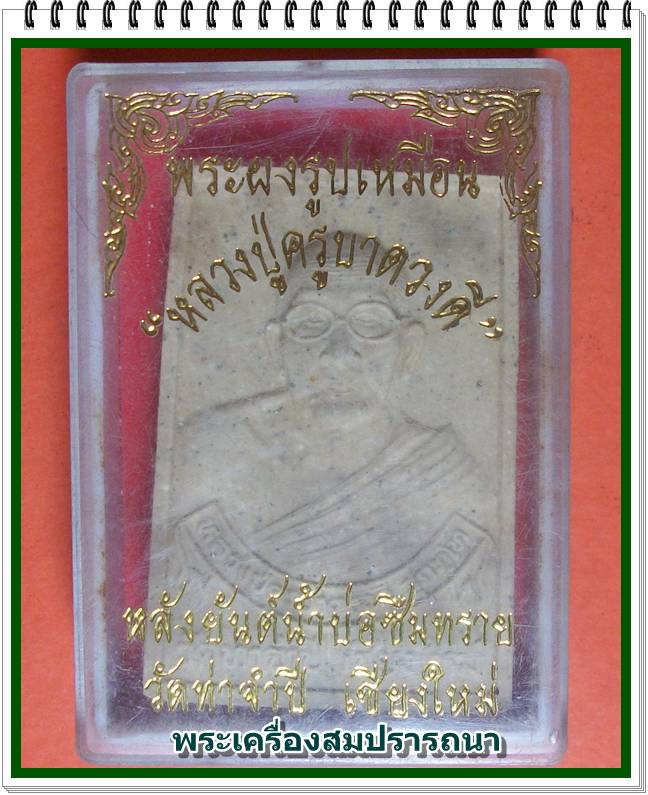 พระผงรูปเหมือน
“หลวงปู่ครูบาดวงดี”
หลังยันต์น้ำบ่อซึมทราย
วัดท่าจำปี เชียงใหม่
พระเครื่องสมปรารถนา